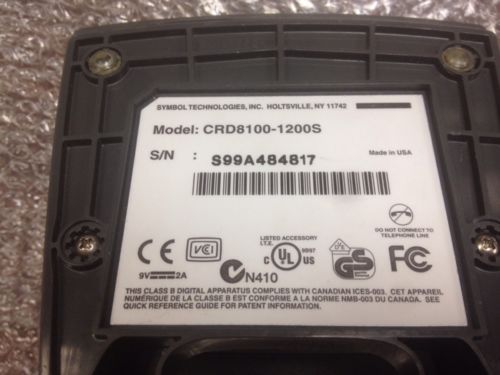 SYMBOL TECHNOLOGIES, INC. HOLTSVILLE, NY 11742
Model: CRD8100-1200S
S/N : S99A484817
Made in USA
DO NOT CONNECT TO
TELEPHONE LINE
LISTED ACCESSORY
I.T.E. 99B7
CE VCI C UL US GS FC
9V 2A
N410
THIS CLASS B DIGITAL APPARATUS COMPLIES WITH CANADIAN ICES-003. CET APPAREIL
NUMÉRIQUE DE LA CLASSE B EST CONFORME A LA NORME NMB-003 DU CANADA. SEE
QUICK REFERENCE GUIDE FOR PATENT INFORMATION.